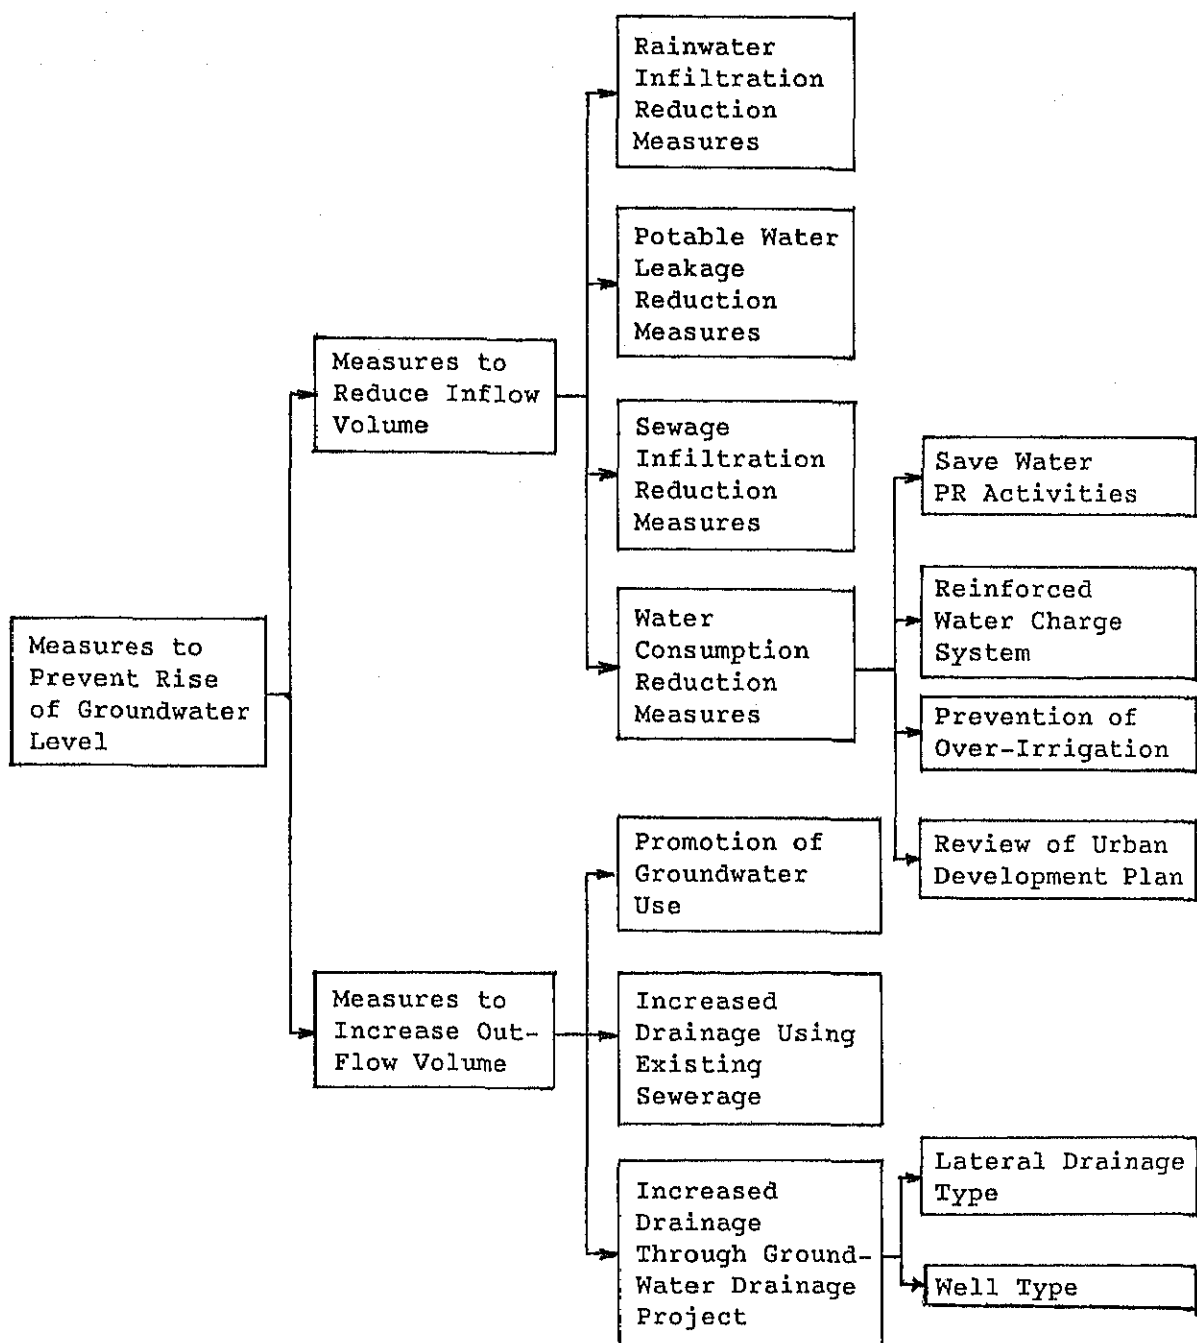 Rainwater
Infiltration
Reduction
Measures
Potable Water
Leakage
Reduction
Measures
Measures to
Reduce Inflow
Volume
Sewage
Infiltration
Reduction
Measures
Save Water
PR Activities
Reinforced
Water Charge
System
Water
Consumption
Reduction
Measures
Measures to
Prevent Rise
of Groundwater
Level
Prevention of
Over-Irrigation
Review of Urban
Development Plan
Promotion of
Groundwater
Use
Measures to
Increase Out-
Flow Volume
Increased
Drainage Using
Existing
Sewerage
Increased
Drainage
Through Ground-
Water Drainage
Project
Lateral Drainage
Type
Well Type